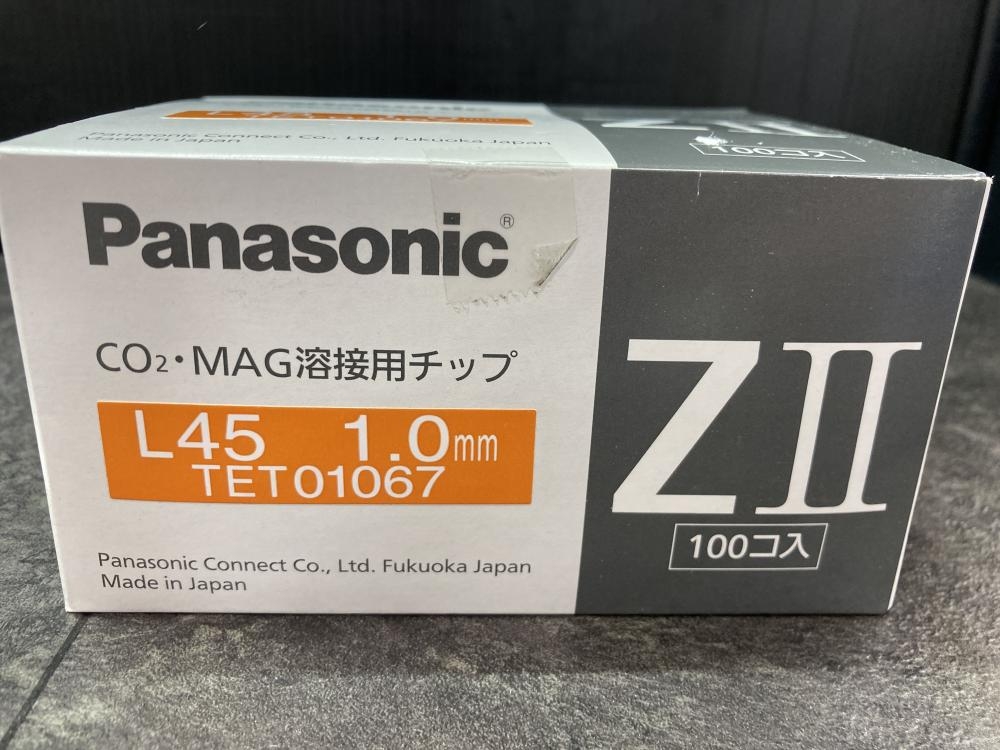 Panasonic Connect Co., Ltd. Fukuoka Japan
Made in Japan
ZII
Panasonic®
CO2・MAG溶接用チップ
L45 1.0mm
TET01067
ZII
100コ入
Panasonic Connect Co., Ltd. Fukuoka Japan
Made in Japan